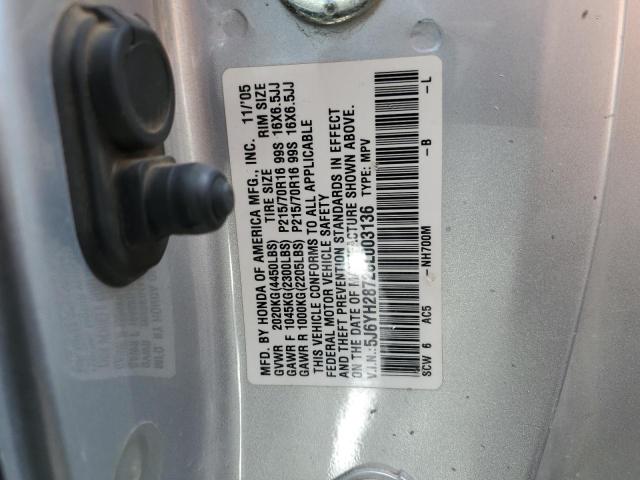 MFD. BY HONDA OF AMERICA MFG., INC. 11/'05
GVWR 2020KG(4450LBS) TIRE SIZE RIM SIZE
GAWR F 1045KG(2300LBS) P215/70R16 99S 16X6.5JJ
GAWR R 1000KG(2205LBS) P215/70R16 99S 16X6.5JJ
THIS VEHICLE CONFORMS TO ALL APPLICABLE
FEDERAL MOTOR VEHICLE SAFETY
AND THEFT PREVENTION STANDARDS IN EFFECT
ON THE DATE OF MANUFACTURE SHOWN ABOVE.
V.I.N.: 5J6YH28726L003136 TYPE: MPV
SCW 6 AC5 -NH700M -B -L